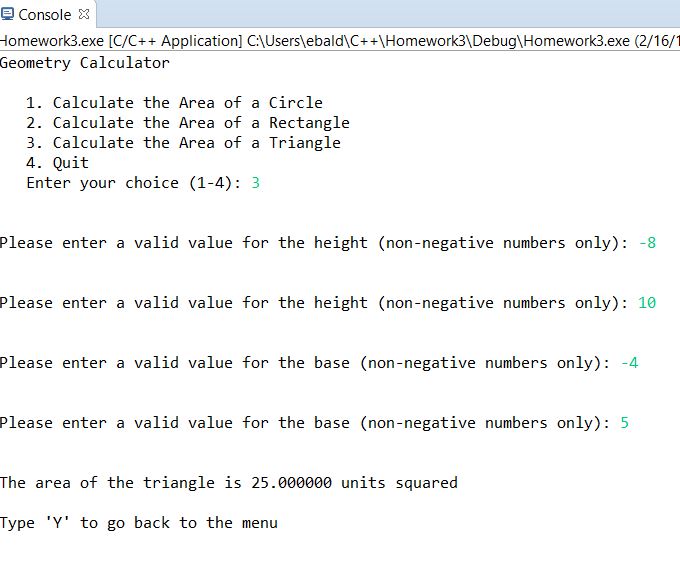 Console
Homework3.exe [C/C++ Application] C:\Users\ebald\C++\Homework3\Debug\Homework3.exe (2/16/1
Geometry Calculator
1. Calculate the Area of a Circle
2. Calculate the Area of a Rectangle
3. Calculate the Area of a Triangle
4. Quit
Enter your choice (1-4): 3
Please enter a valid value for the height (non-negative numbers only): -8
Please enter a valid value for the height (non-negative numbers only): 10
Please enter a valid value for the base (non-negative numbers only): -4
Please enter a valid value for the base (non-negative numbers only): 5
The area of the triangle is 25.000000 units squared
Type 'Y' to go back to the menu